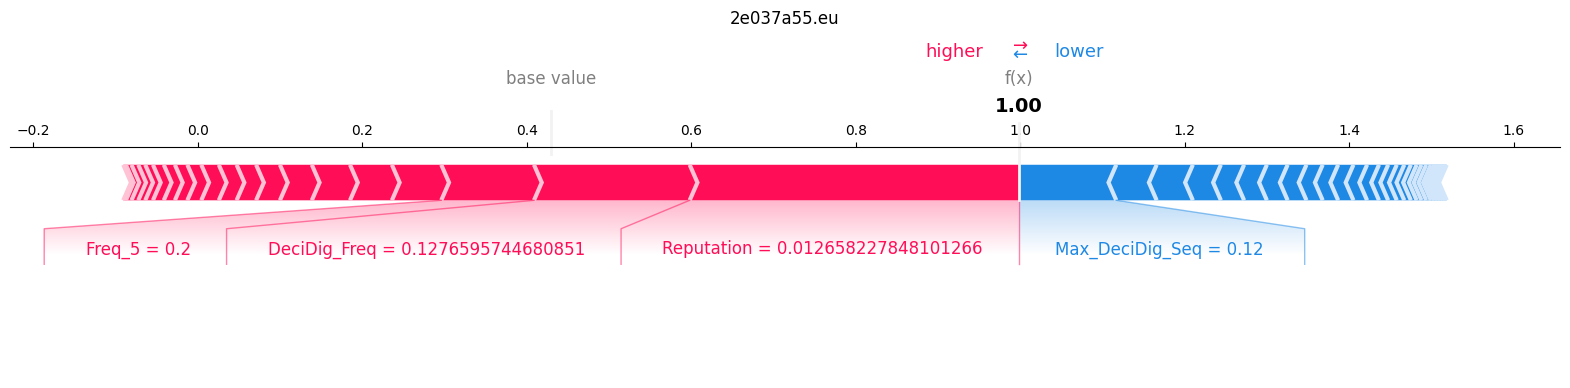 2e037a55.eu
higher ⇄ lower
base value f(x)
1.00
−0.2 0.0 0.2 0.4 0.6 0.8 1.0 1.2 1.4 1.6
Freq_5 = 0.2 DeciDig_Freq = 0.1276595744680851 Reputation = 0.012658227848101266 Max_DeciDig_Seq = 0.12